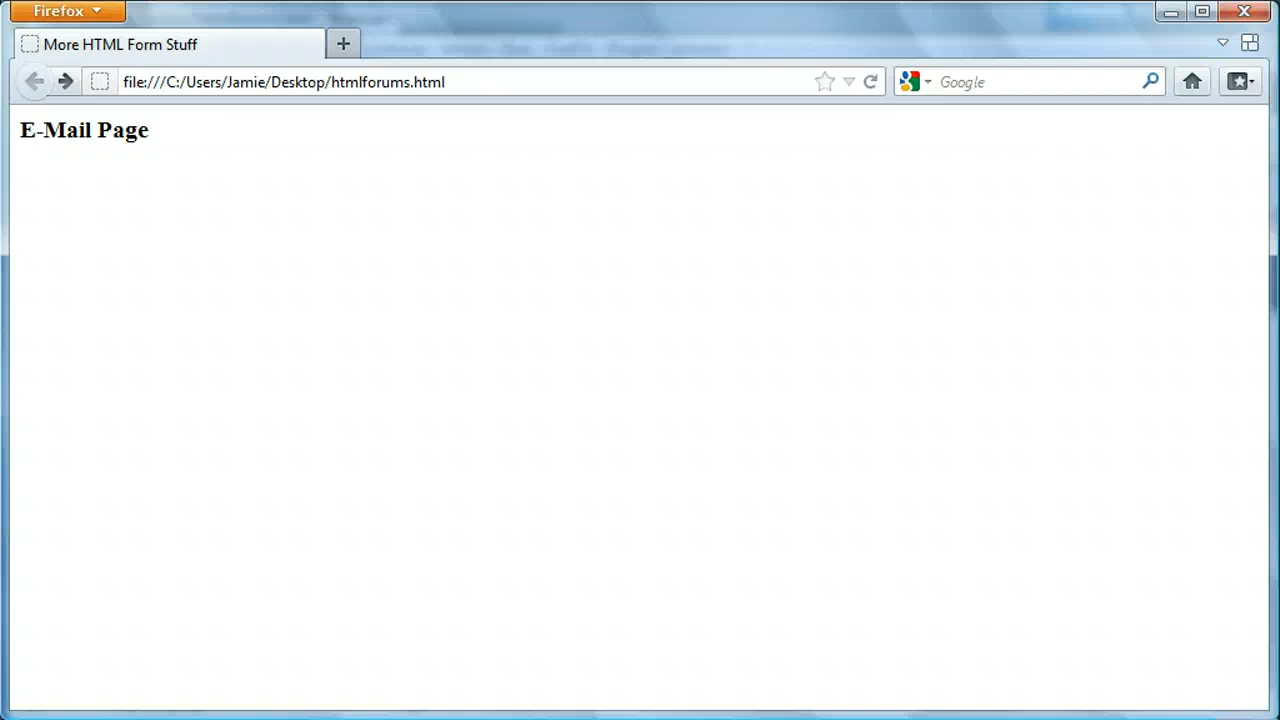 Firefox
More HTML Form Stuff
file:///C:/Users/Jamie/Desktop/htmlforums.html
Google
E-Mail Page